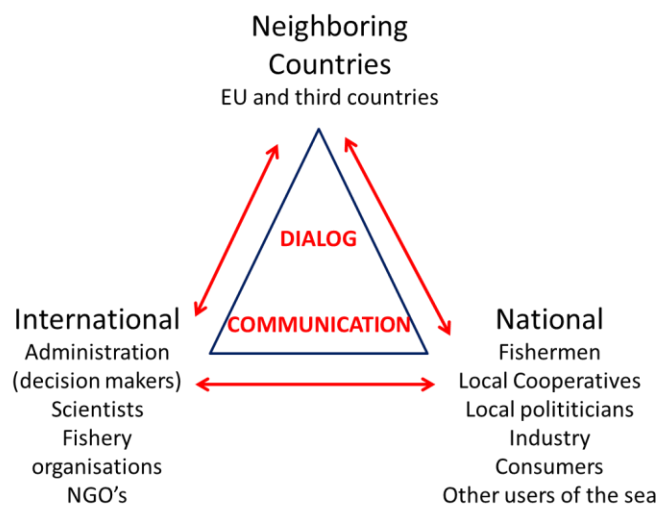 Neighboring
Countries
EU and third countries
DIALOG
COMMUNICATION
International
Administration
(decision makers)
Scientists
Fishery
organisations
NGO's
National
Fishermen
Local Cooperatives
Local polititicians
Industry
Consumers
Other users of the sea